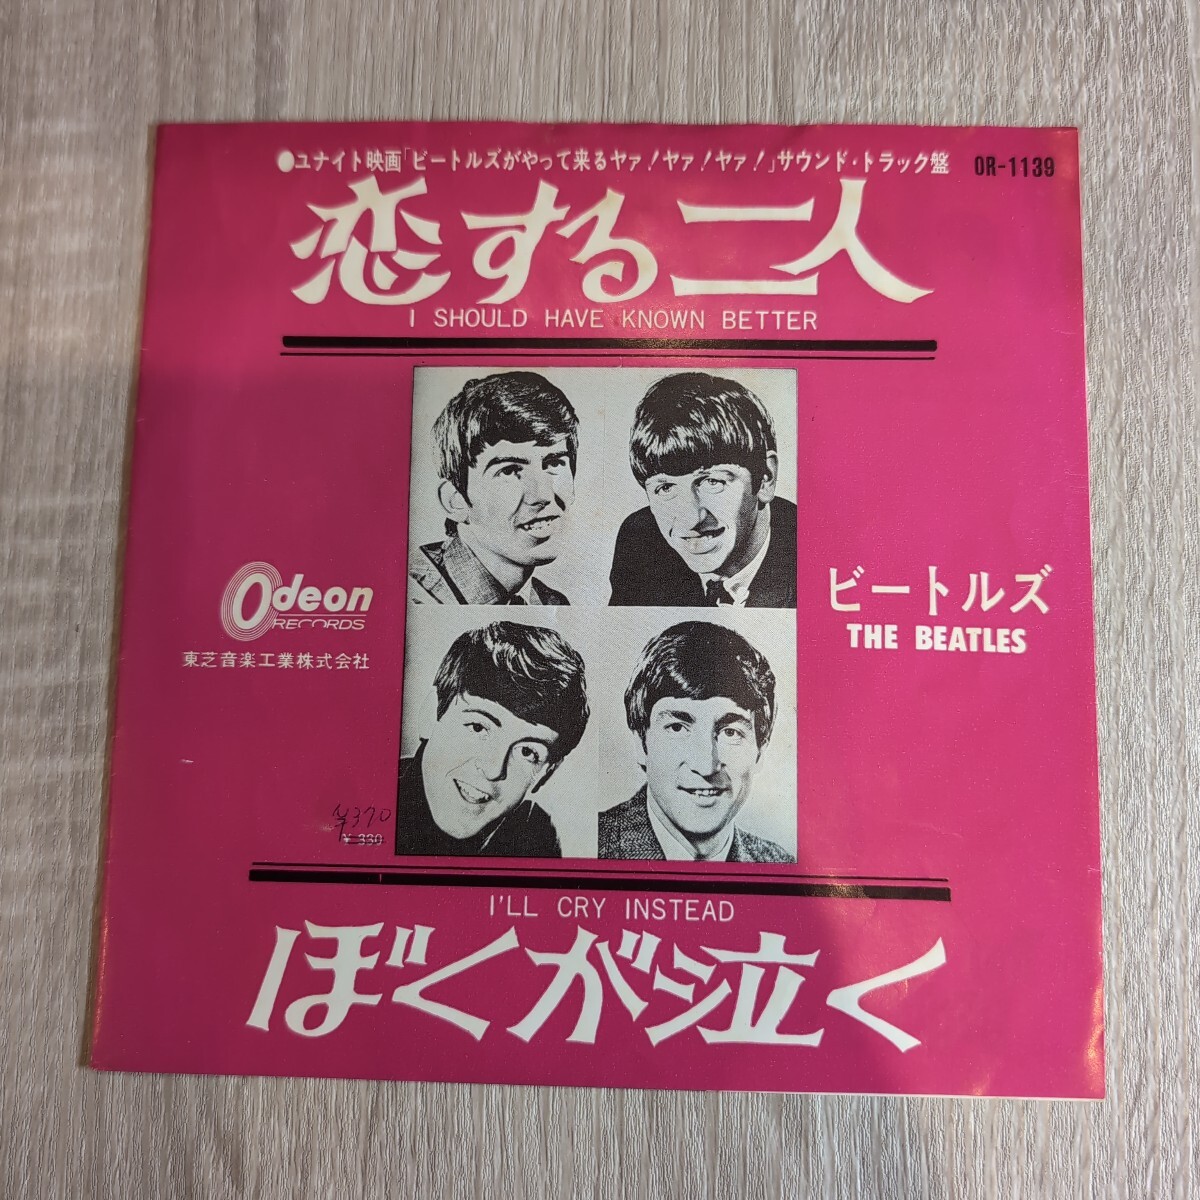 ●ユナイト映画「ビートルズがやって来るヤァ!ヤァ!ヤァ!」サウンド・トラック盤 OR-1139
恋する二人
I SHOULD HAVE KNOWN BETTER
Odeon
RECORDS
東芝音楽工業株式会社
ビートルズ
THE BEATLES
¥370
¥330
I'LL CRY INSTEAD
ぼくが泣く